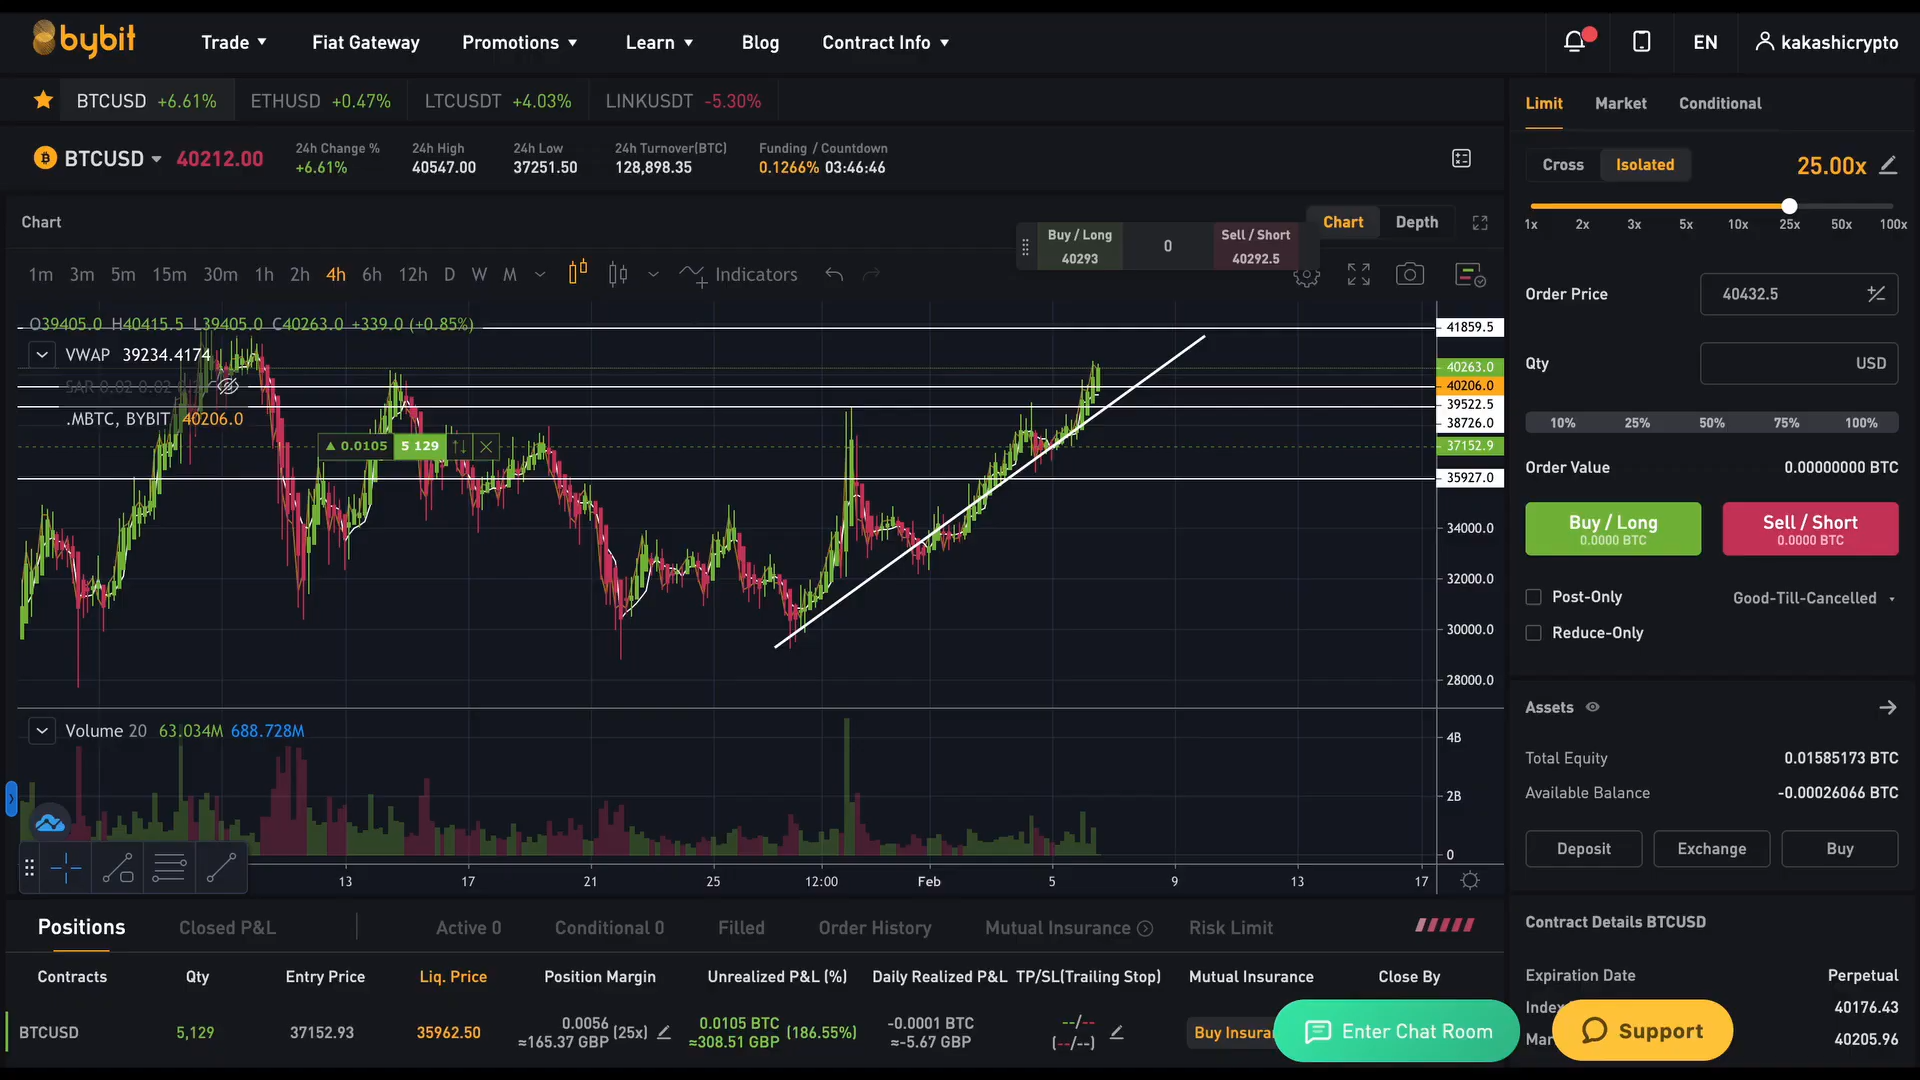 bybit
Trade Fiat Gateway Promotions Learn Blog Contract Info EN kakashicrypto
BTCUSD +6.61% ETHUSD +0.47% LTCUSDT +4.03% LINKUSDT -5.30%
BTCUSD 40212.00
24h Change % 24h High 24h Low 24h Turnover(BTC) Funding / Countdown
+6.61% 40547.00 37251.50 128,898.35 0.1266% 03:46:46
Chart
Buy / Long 0 Sell / Short
40293 40292.5
Chart Depth
1m 3m 5m 15m 30m 1h 2h 4h 6h 12h D W M Indicators
O39405.0 H40415.5 L39405.0 C40263.0 +339.0 (+0.85%)
VWAP 39234.4174
SAR 0.02 0.02
.MBTC, BYBIT 40206.0
0.0105 5 129
41859.5
40263.0
40206.0
39522.5
38726.0
37152.9
35927.0
34000.0
32000.0
30000.0
28000.0
Volume 20 63.034M 688.728M
4B
2B
0
13 17 21 25 12:00 Feb 5 9 13 17
Positions Closed P&L Active 0 Conditional 0 Filled Order History Mutual Insurance Risk Limit
Contracts Qty Entry Price Liq. Price Position Margin Unrealized P&L (%) Daily Realized P&L TP/SL(Trailing Stop) Mutual Insurance Close By
BTCUSD 5,129 37152.93 35962.50
0.0056
≈165.37 GBP (25x)
0.0105 BTC
≈308.51 GBP (186.55%)
-0.0001 BTC
≈-5.67 GBP
--/--
(--/--)
Buy Insura
Enter Chat Room
Support
Limit Market Conditional
Cross Isolated 25.00x
1x 2x 3x 5x 10x 25x 50x 100x
Order Price 40432.5
Qty USD
10% 25% 50% 75% 100%
Order Value 0.00000000 BTC
Buy / Long Sell / Short
0.0000 BTC 0.0000 BTC
Post-Only Good-Till-Cancelled
Reduce-Only
Assets
Total Equity 0.01585173 BTC
Available Balance -0.00026066 BTC
Deposit Exchange Buy
Contract Details BTCUSD
Expiration Date Perpetual
Index 40176.43
Mar 40205.96